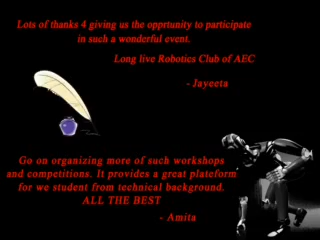 Lots of thanks 4 giving us the opprtunity to participate
in such a wonderful event.
Long live Robotics Club of AEC
- Jayeeta
Go on organizing more of such workshops
and competitions. It provides a great plateform
for we student from technical background.
ALL THE BEST
- Amita